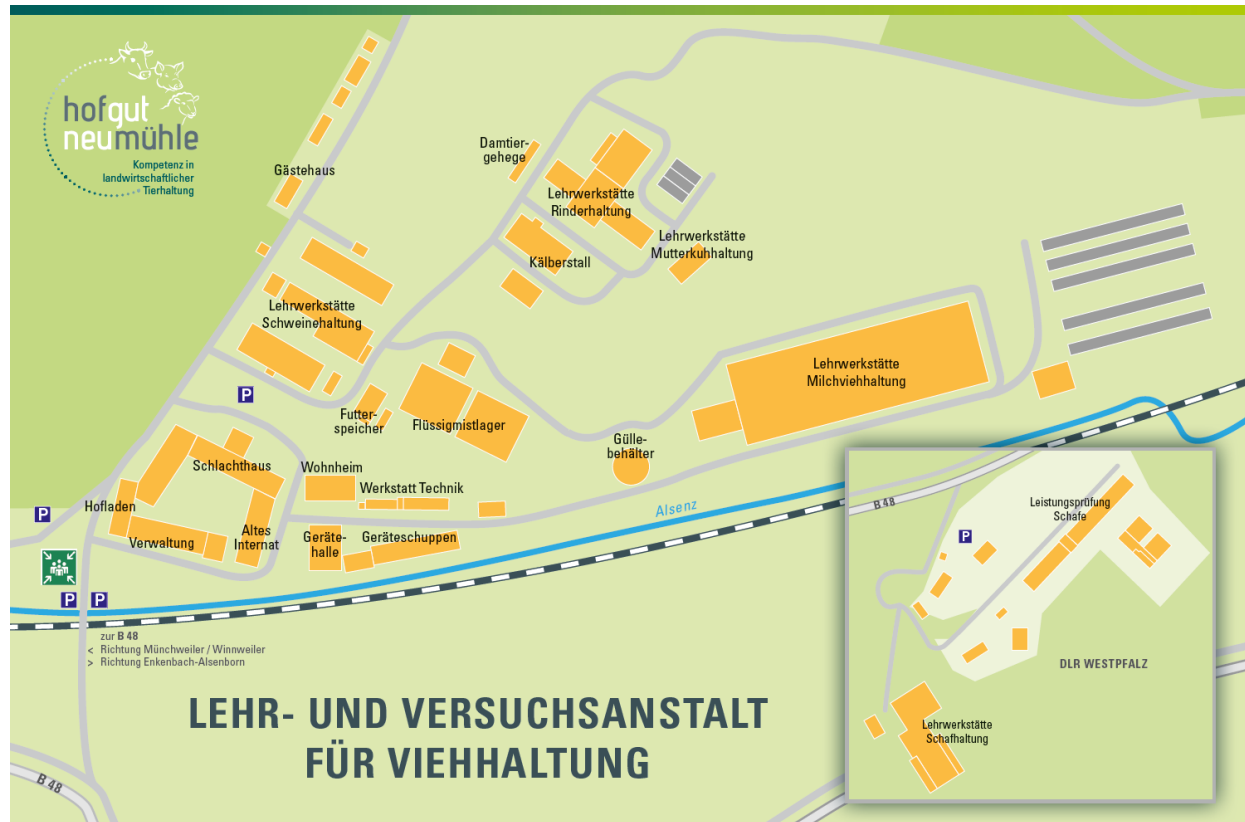 hofgut
neumühle
Kompetenz in
landwirtschaftlicher
Tierhaltung
Gästehaus
Damtier-
gehege
Lehrwerkstätte
Rinderhaltung
Lehrwerkstätte
Mutterkuhhaltung
Kälberstall
Lehrwerkstätte
Schweinehaltung
Lehrwerkstätte
Milchviehhaltung
P
Futter-
speicher
Flüssigmistlager
Gülle-
behälter
Schlachthaus
Wohnheim
Werkstatt Technik
Hofladen
P
Verwaltung
Altes
Internat
Geräte-
halle
Geräteschuppen
Alsenz
P
P
zur B 48
< Richtung Münchweiler / Winnweiler
> Richtung Enkenbach-Alsenborn
B 48
Leistungsprüfung
Schafe
P
DLR WESTPFALZ
Lehrwerkstätte
Schafhaltung
LEHR- UND VERSUCHSANSTALT
FÜR VIEHHALTUNG
B 48